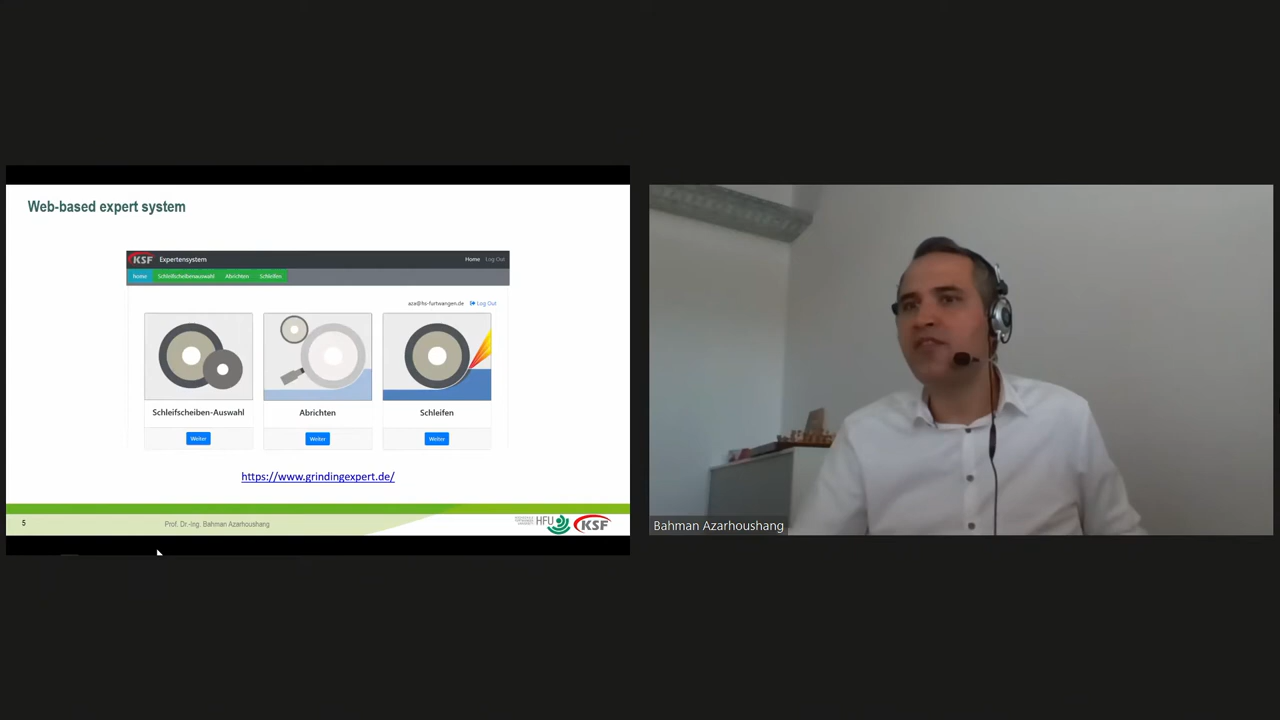 Web-based expert system
KSF Expertensystem Home Log Out
home Schleifscheibenauswahl Abrichten Schleifen
aza@hs-furtwangen.de Log Out
Schleifscheiben-Auswahl Abrichten Schleifen
Weiter Weiter Weiter
https://www.grindingexpert.de/
5 Prof. Dr.-Ing. Bahman Azarhoushang HFU KSF
Bahman Azarhoushang